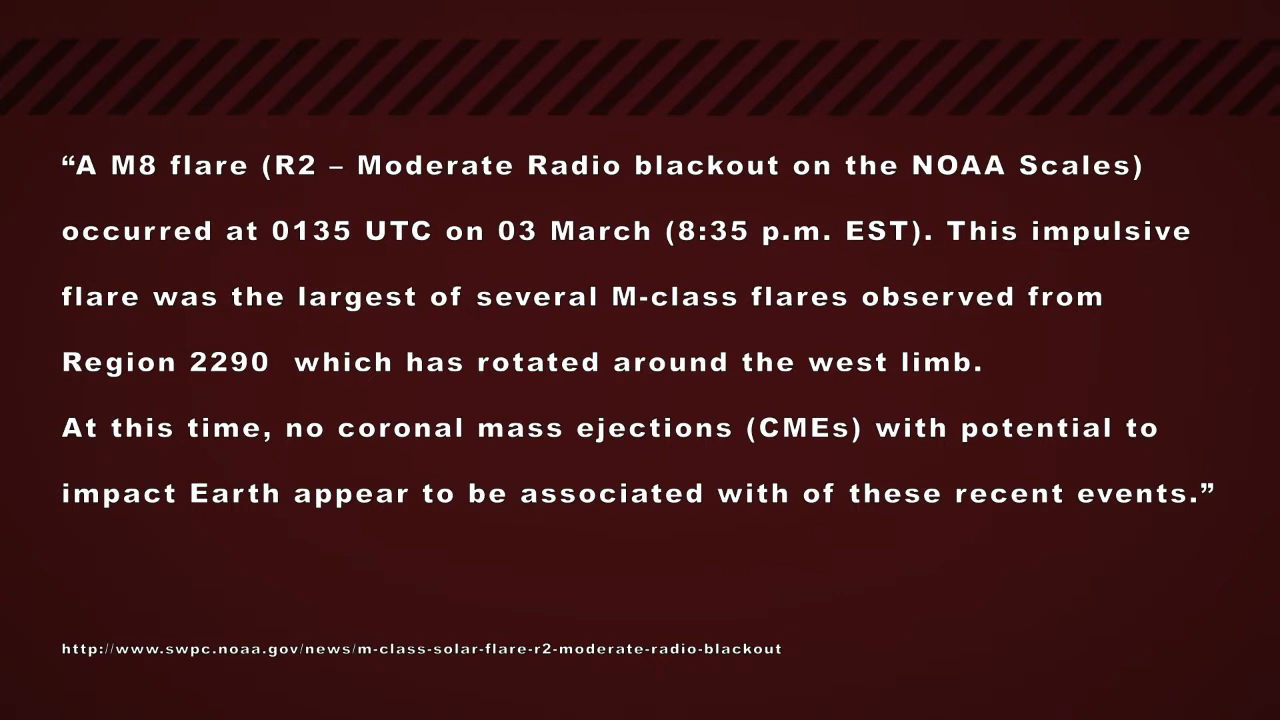 “A M8 flare (R2 – Moderate Radio blackout on the NOAA Scales)
occurred at 0135 UTC on 03 March (8:35 p.m. EST). This impulsive
flare was the largest of several M-class flares observed from
Region 2290  which has rotated around the west limb.
At this time, no coronal mass ejections (CMEs) with potential to
impact Earth appear to be associated with of these recent events.”
http://www.swpc.noaa.gov/news/m-class-solar-flare-r2-moderate-radio-blackout